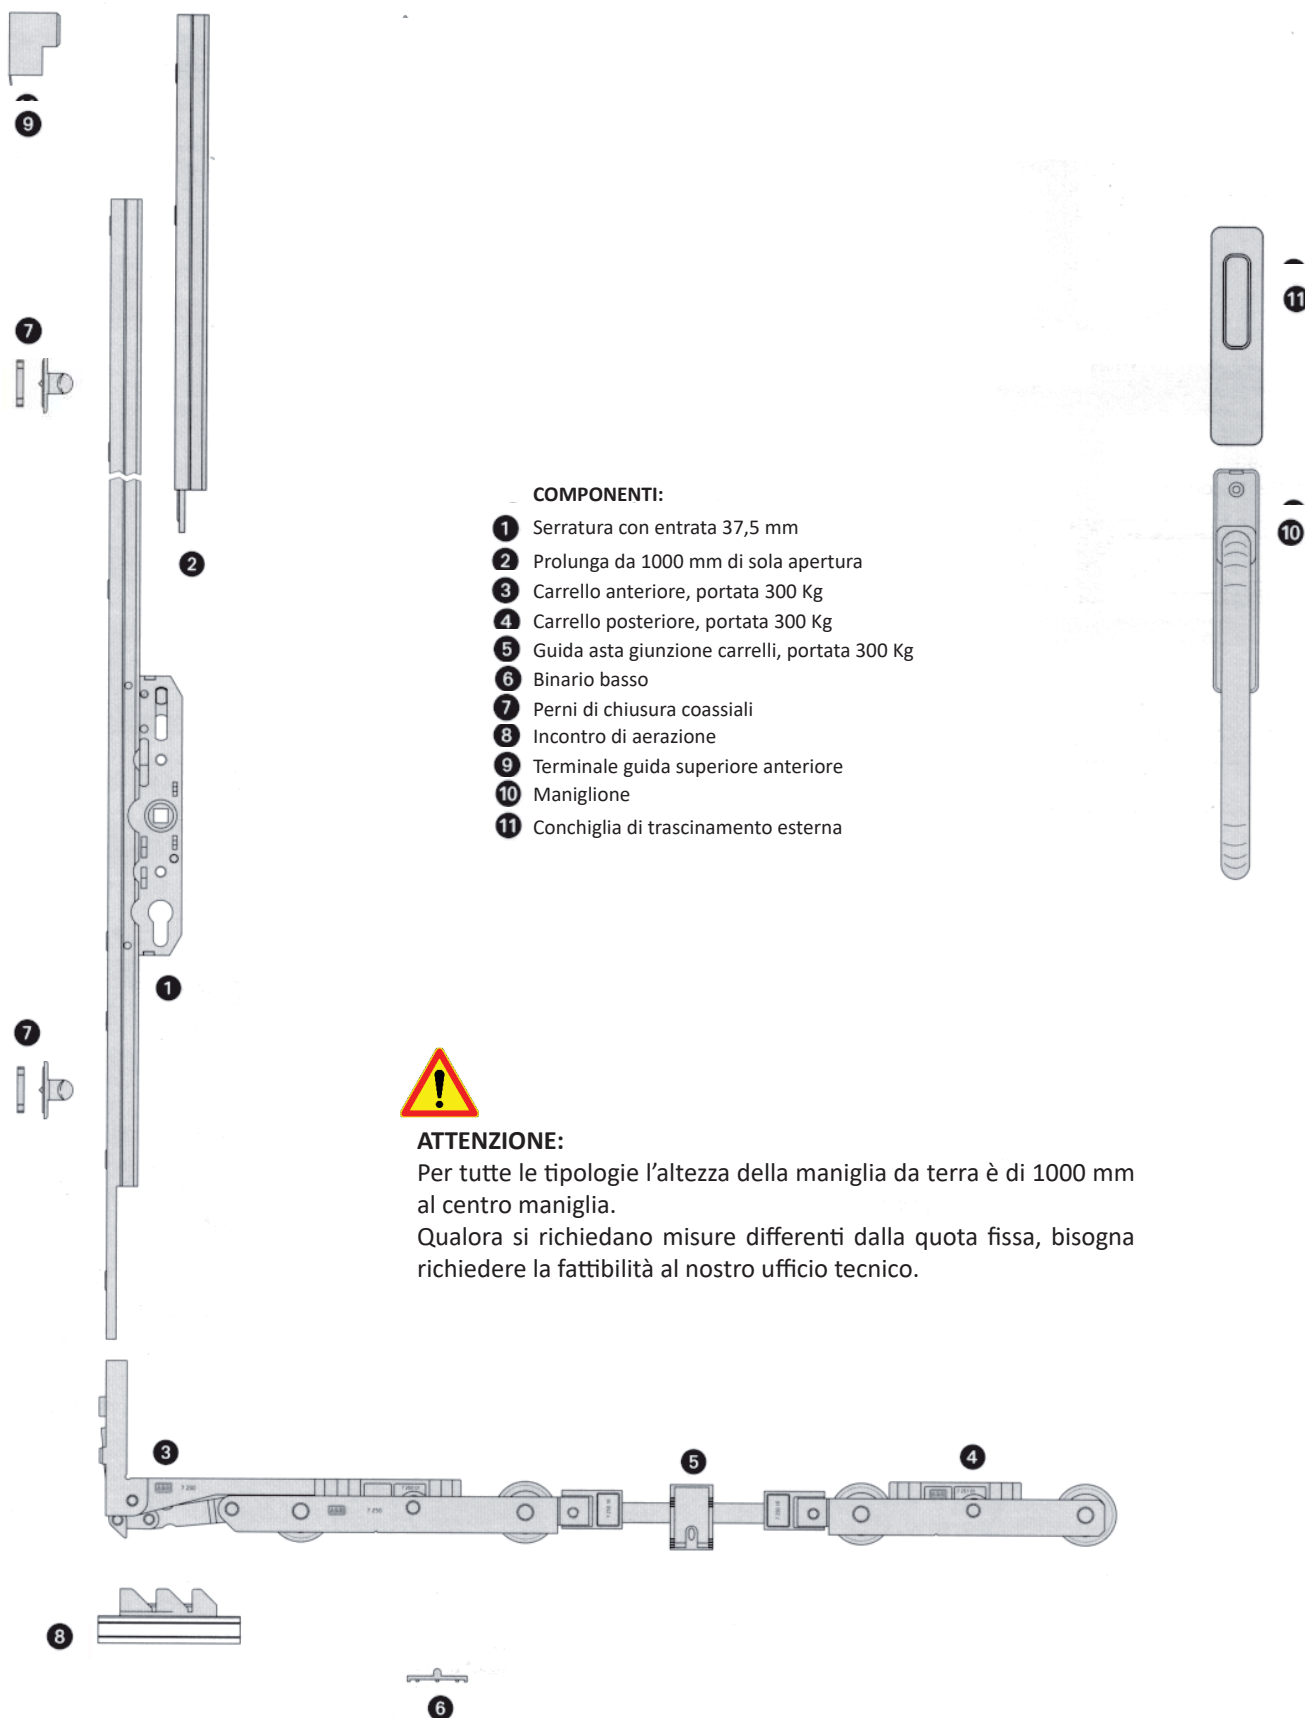 9
7
2
11
10
COMPONENTI:
1 Serratura con entrata 37,5 mm
2 Prolunga da 1000 mm di sola apertura
3 Carrello anteriore, portata 300 Kg
4 Carrello posteriore, portata 300 Kg
5 Guida asta giunzione carrelli, portata 300 Kg
6 Binario basso
7 Perni di chiusura coassiali
8 Incontro di aerazione
9 Terminale guida superiore anteriore
10 Maniglione
11 Conchiglia di trascinamento esterna
1
7
ATTENZIONE:
Per tutte le tipologie l’altezza della maniglia da terra è di 1000 mm
al centro maniglia.
Qualora si richiedano misure differenti dalla quota fissa, bisogna
richiedere la fattibilità al nostro ufficio tecnico.
3
5
4
7 250
8
6